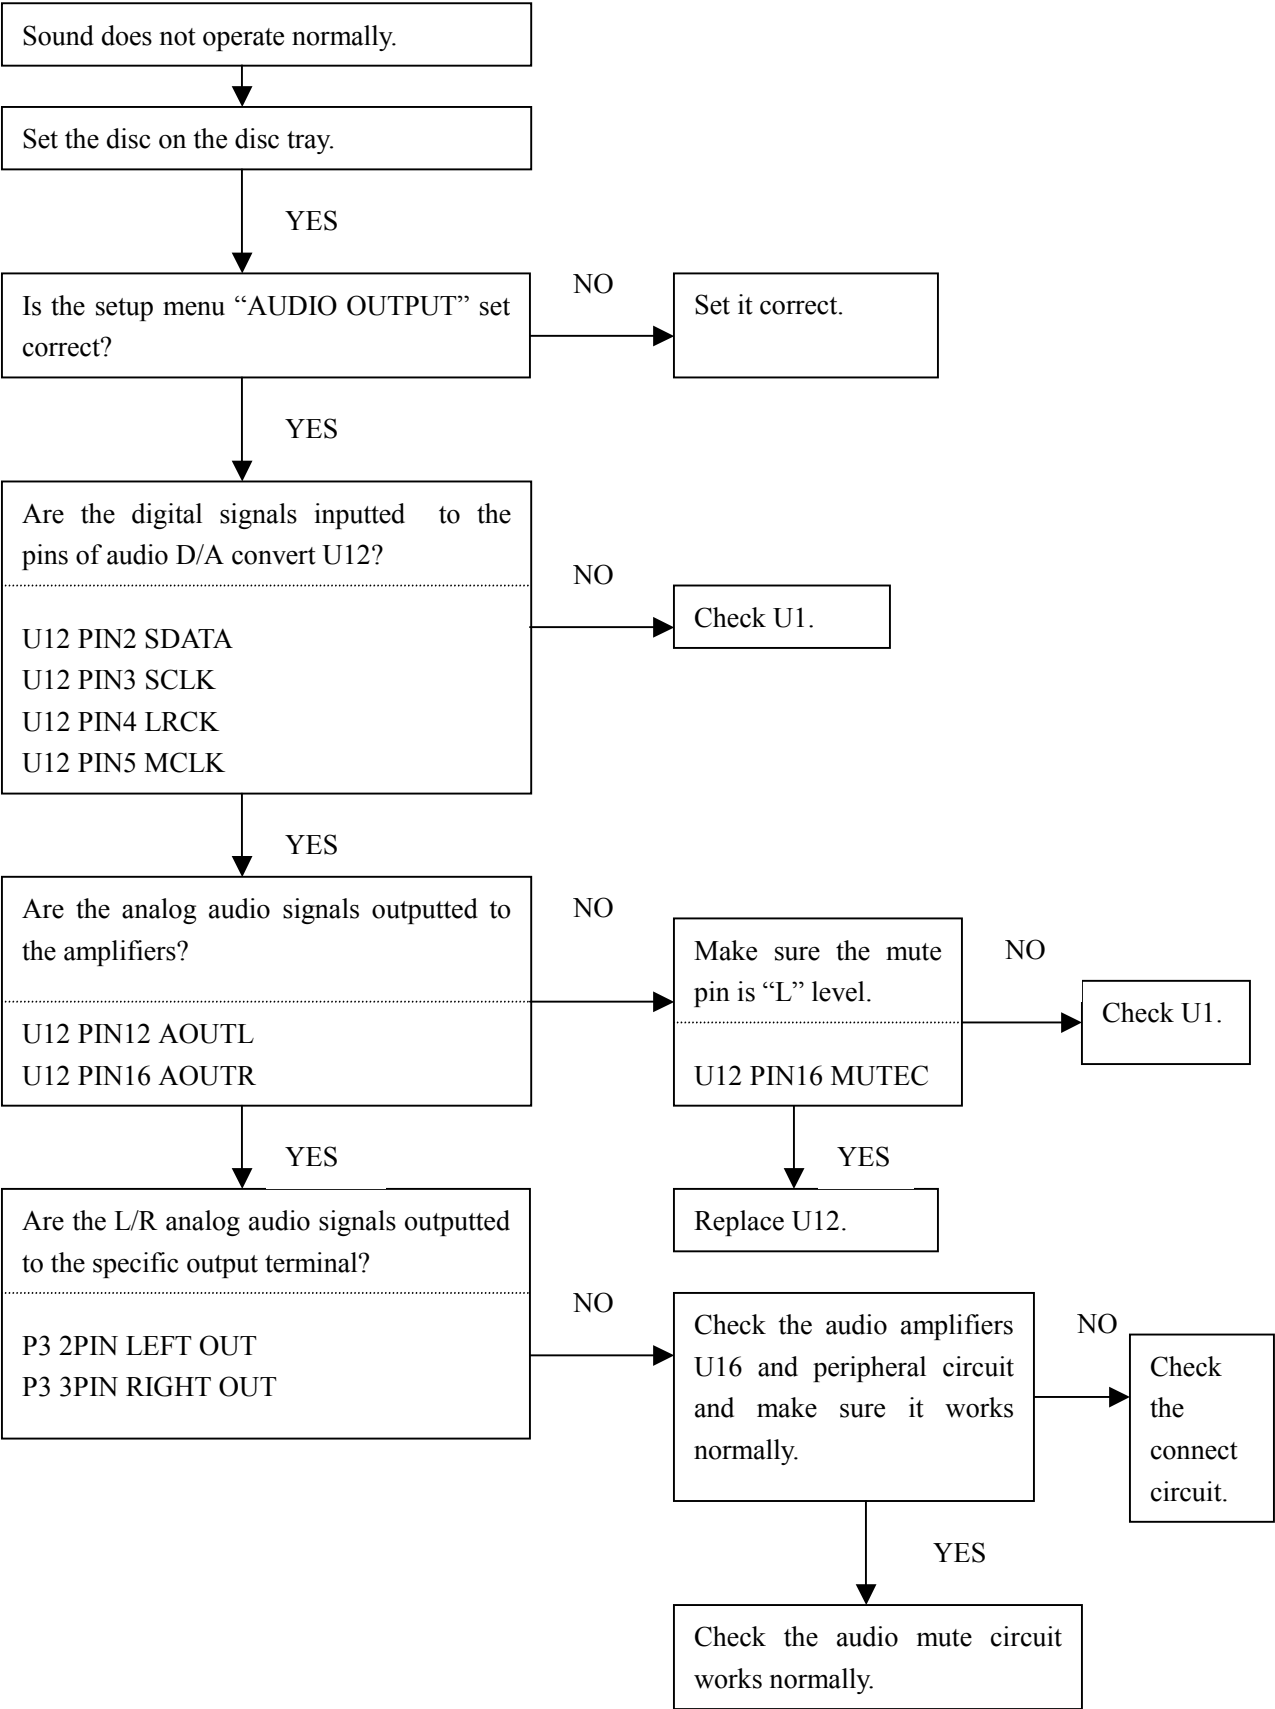 Sound does not operate normally.
Set the disc on the disc tray.
YES
Is the setup menu “AUDIO OUTPUT” set
correct?
NO
Set it correct.
YES
Are the digital signals inputted to the
pins of audio D/A convert U12?
U12 PIN2 SDATA
U12 PIN3 SCLK
U12 PIN4 LRCK
U12 PIN5 MCLK
NO
Check U1.
YES
Are the analog audio signals outputted to
the amplifiers?
U12 PIN12 AOUTL
U12 PIN16 AOUTR
NO
Make sure the mute
pin is “L” level.
U12 PIN16 MUTEC
NO
Check U1.
YES
Replace U12.
YES
Are the L/R analog audio signals outputted
to the specific output terminal?
P3 2PIN LEFT OUT
P3 3PIN RIGHT OUT
NO
Check the audio amplifiers
U16 and peripheral circuit
and make sure it works
normally.
NO
Check
the
connect
circuit.
YES
Check the audio mute circuit
works normally.